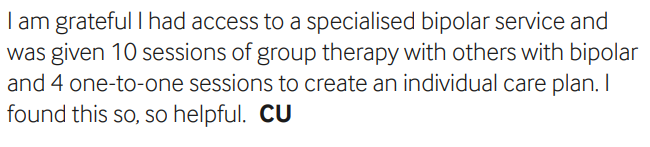 I am grateful I had access to a specialised bipolar service and
was given 10 sessions of group therapy with others with bipolar
and 4 one-to-one sessions to create an individual care plan. I
found this so, so helpful.  CU